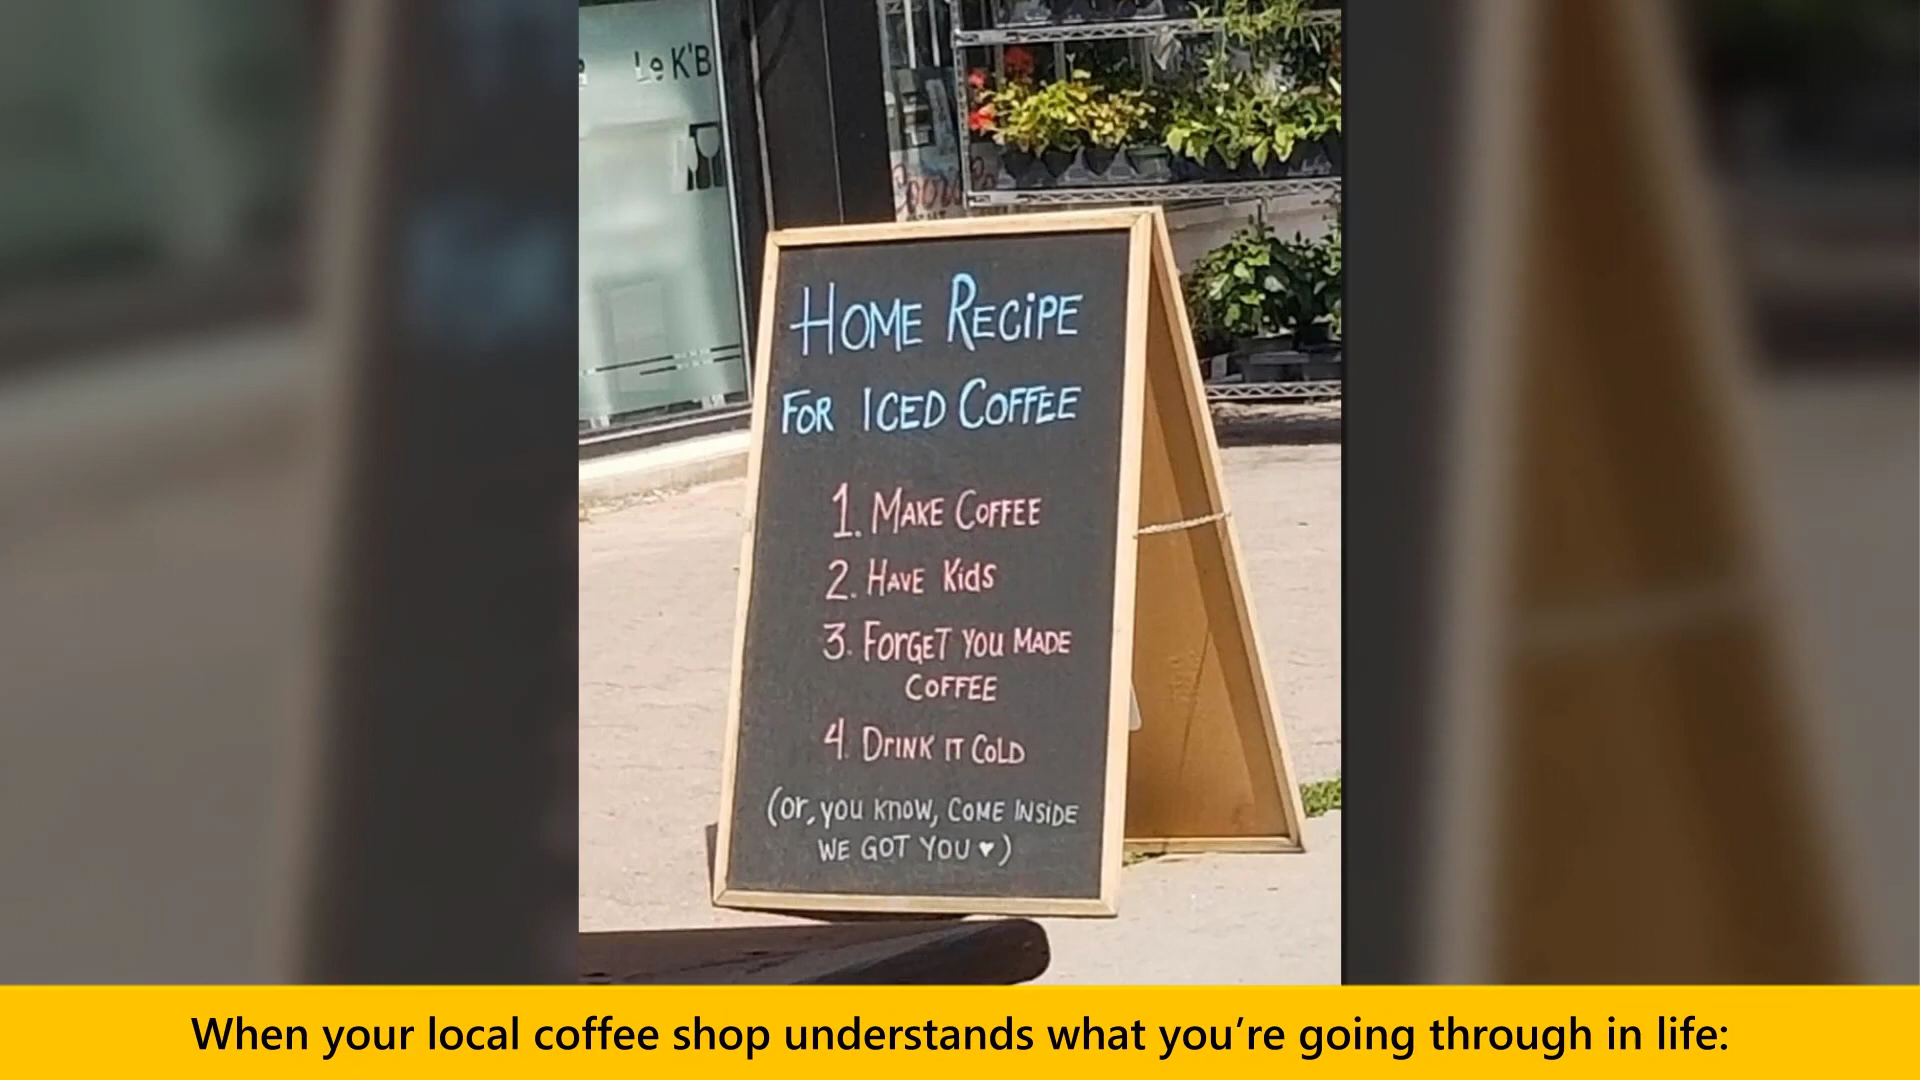 Le K'B
HOME RECIPE
FOR ICED COFFEE
1. MAKE COFFEE
2. HAVE KIDS
3. FORGET YOU MADE
COFFEE
4. DRINK IT COLD
(Or, you know, COME INSIDE
WE GOT YOU ♥)
When your local coffee shop understands what you’re going through in life: